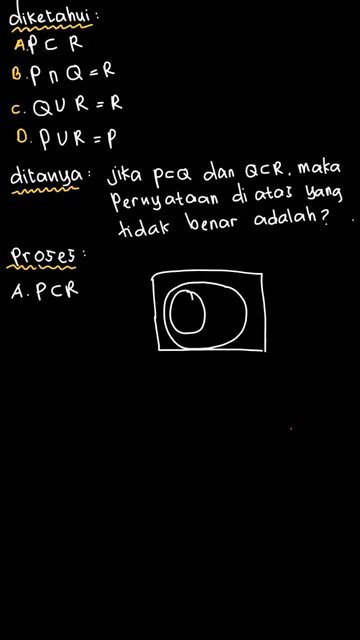 diketahui:
A. P ⊂ R
B. P ∩ Q = R
C. Q ∪ R = R
D. P ∪ R = P
ditanya: jika P⊂Q dan Q⊂R, maka
Pernyataan di atas yang
tidak benar adalah?
Proses:
A. P⊂R